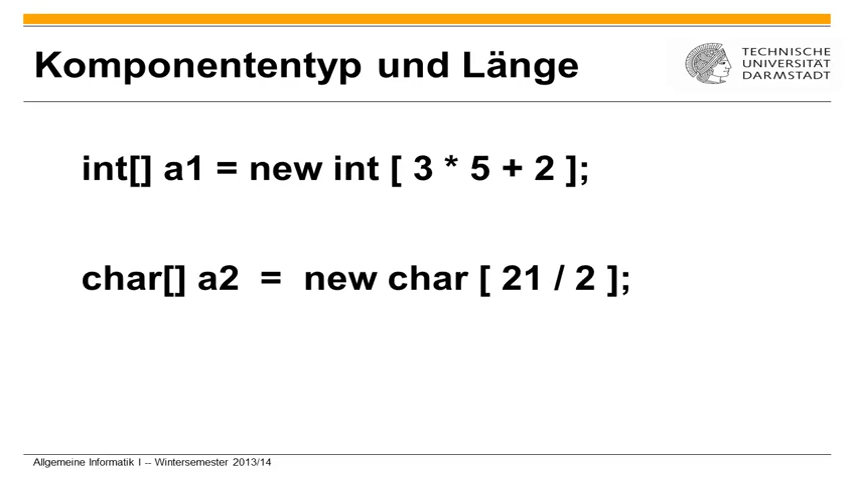 Komponententyp und Länge
TECHNISCHE
UNIVERSITÄT
DARMSTADT
int[] a1 = new int [ 3 * 5 + 2 ];
char[] a2 = new char [ 21 / 2 ];
Allgemeine Informatik I -- Wintersemester 2013/14